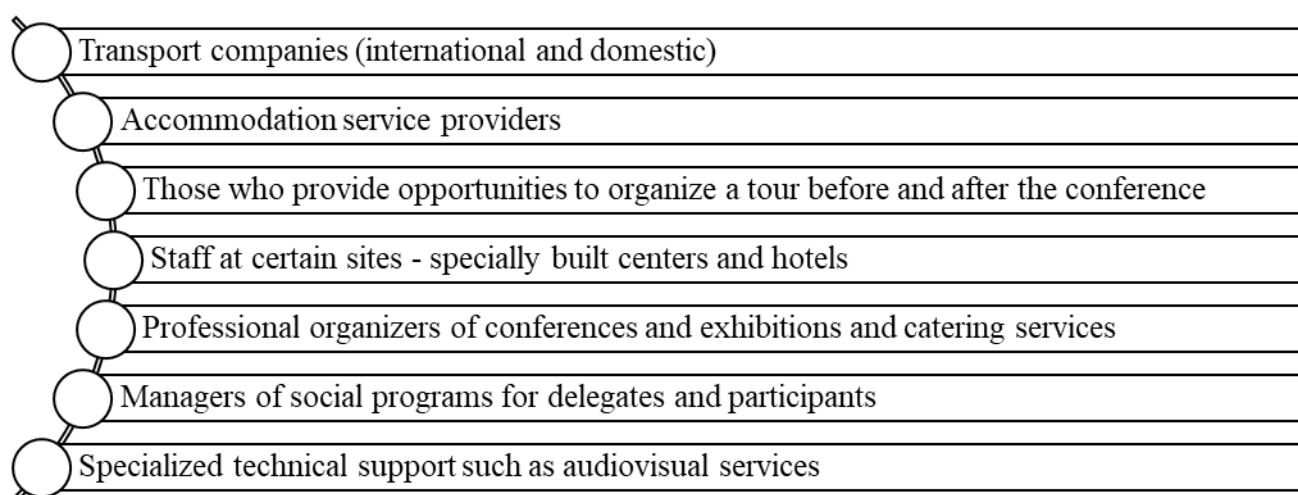 Transport companies (international and domestic)
Accommodation service providers
Those who provide opportunities to organize a tour before and after the conference
Staff at certain sites - specially built centers and hotels
Professional organizers of conferences and exhibitions and catering services
Managers of social programs for delegates and participants
Specialized technical support such as audiovisual services